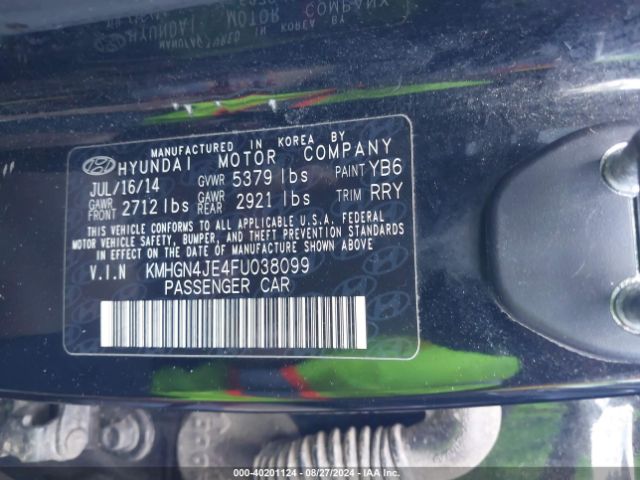 MANUFACTURED IN KOREA BY
HYUNDAI MOTOR COMPANY
JUL/16/14 GVWR 5379 lbs PAINT YB6
GAWR FRONT 2712 lbs GAWR REAR 2921 lbs TRIM RRY
THIS VEHICLE CONFORMS TO ALL APPLICABLE U.S.A. FEDERAL
MOTOR VEHICLE SAFETY, BUMPER, AND THEFT PREVENTION STANDARDS
IN EFFECT ON THE DATE OF MANUFACTURE SHOWN ABOVE.
V.I.N KMHGN4JE4FU038099
PASSENGER CAR
000-40201124 - 08/27/2024 - IAA Inc.